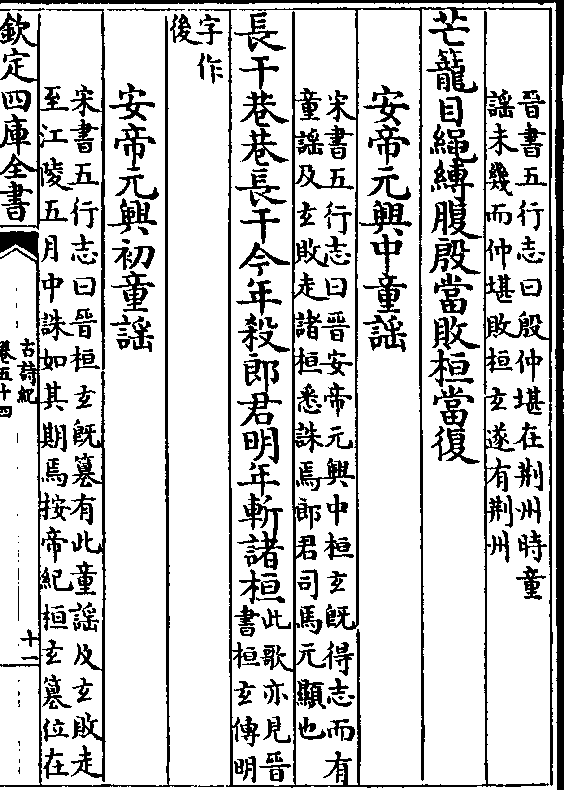 晉書五行志曰殷仲堪在荆州時童
謡未幾而仲堪敗桓玄遂有荆州
芒籠目繩縛腹殷當敗桓當復
安帝元興中童謡
宋書五行志曰晉安帝元興中桓玄既得志而有
童謡及玄敗走諸桓悉誅焉郎君司馬元顯也
長干巷巷長干今年殺郎君明年斬諸桓
此歌亦見晉
書桓玄傳明
字作
後
安帝元興初童謡
宋書五行志曰晉桓玄既篡有此童謡及玄敗走
至江陵五月中誅如其期焉按帝紀桓玄篡位在
欽定四庫全書
古詩紀
卷五十四
十一